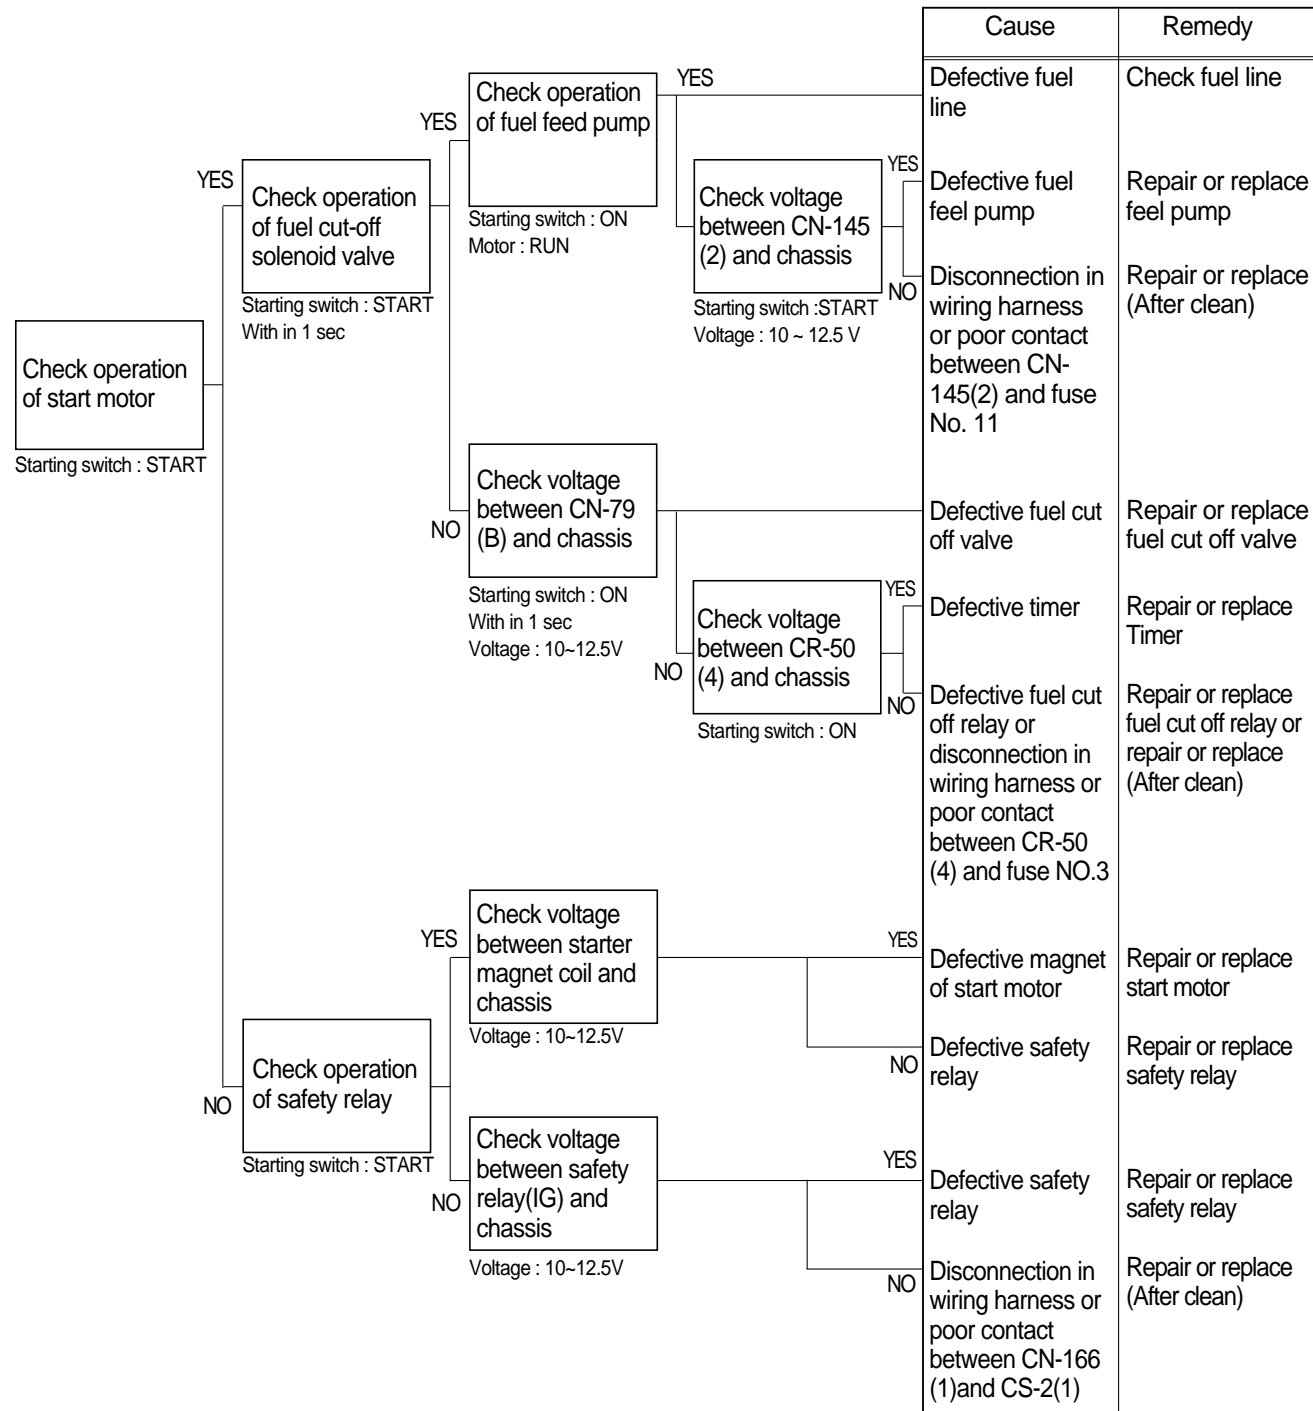 Cause
Remedy
Check operation
of start motor
Starting switch : START
YES
Check operation
of fuel cut-off
solenoid valve
Starting switch : START
With in 1 sec
YES
Check operation
of fuel feed pump
Starting switch : ON
Motor : RUN
YES
Defective fuel
line
Check fuel line
Check voltage
between CN-145
(2) and chassis
Starting switch :START
Voltage : 10 ~ 12.5 V
YES
Defective fuel
feel pump
Repair or replace
feel pump
NO
Disconnection in
wiring harness
or poor contact
between CN-
145(2) and fuse
No. 11
Repair or replace
(After clean)
NO
Check voltage
between CN-79
(B) and chassis
Starting switch : ON
With in 1 sec
Voltage : 10~12.5V
Defective fuel cut
off valve
Repair or replace
fuel cut off valve
NO
Check voltage
between CR-50
(4) and chassis
Starting switch : ON
YES
Defective timer
Repair or replace
Timer
NO
Defective fuel cut
off relay or
disconnection in
wiring harness or
poor contact
between CR-50
(4) and fuse NO.3
Repair or replace
fuel cut off relay or
repair or replace
(After clean)
NO
Check operation
of safety relay
Starting switch : START
YES
Check voltage
between starter
magnet coil and
chassis
Voltage : 10~12.5V
YES
Defective magnet
of start motor
Repair or replace
start motor
NO
Defective safety
relay
Repair or replace
safety relay
NO
Check voltage
between safety
relay(IG) and
chassis
Voltage : 10~12.5V
YES
Defective safety
relay
Repair or replace
safety relay
NO
Disconnection in
wiring harness or
poor contact
between CN-166
(1)and CS-2(1)
Repair or replace
(After clean)